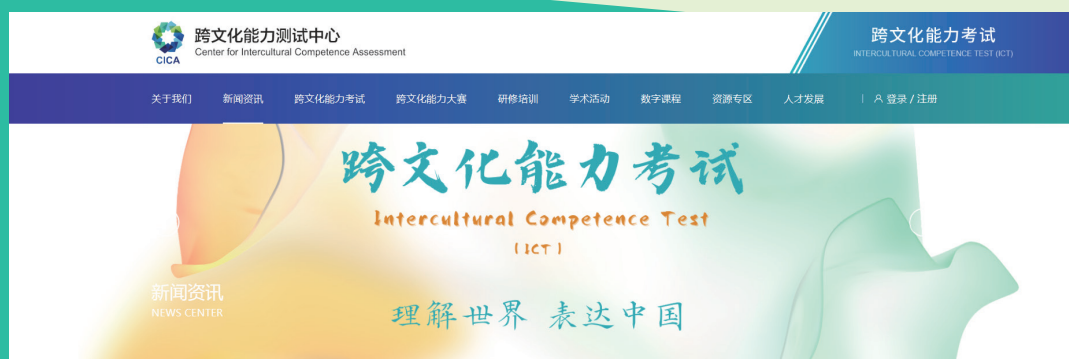 跨文化能力测试中心
Center for Intercultural Competence Assessment
CICA
跨文化能力考试
INTERCULTURAL COMPETENCE TEST (ICT)
关于我们 新闻资讯 跨文化能力考试 跨文化能力大赛 研修培训 学术活动 数字课程 资源专区 人才发展 | 登录 / 注册
跨文化能力考试
Intercultural Competence Test
(ICT)
新闻资讯
NEWS CENTER
理解世界 表达中国